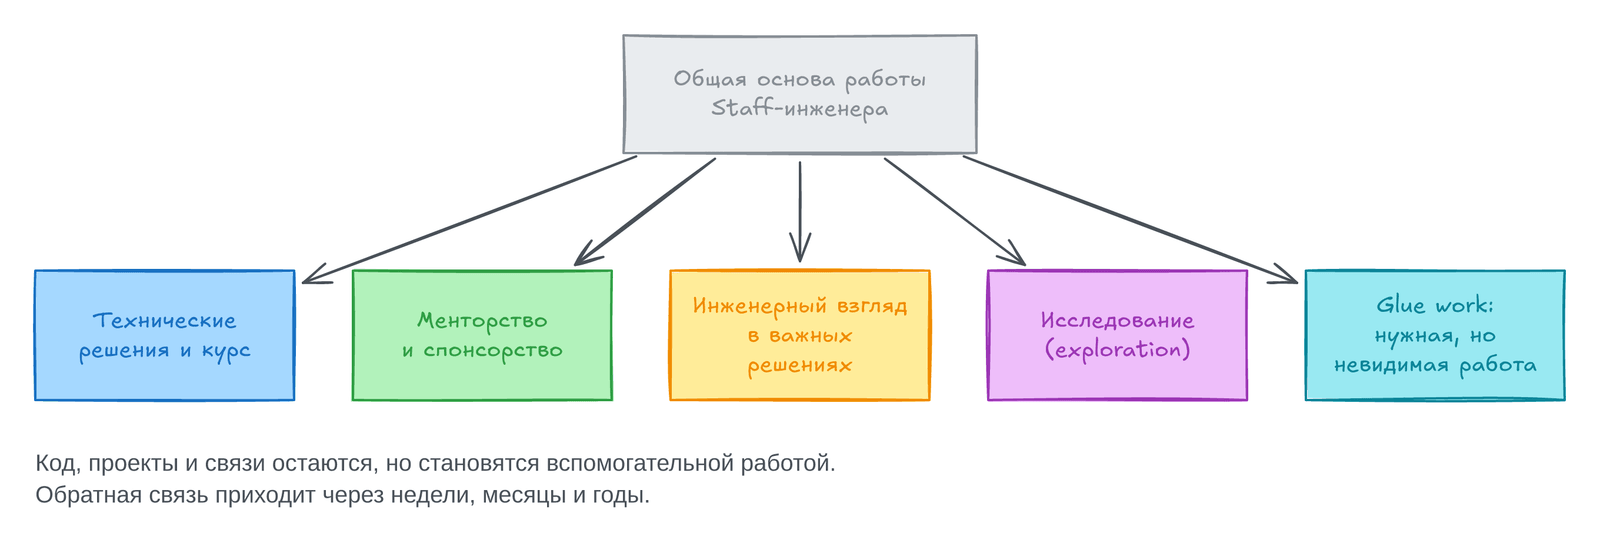 Общая основа работы
Staff-инженера
Технические
решения и курс
Менторство
и спонсорство
Инженерный взгляд
в важных
решениях
Исследование
(exploration)
Glue work:
нужная, но
невидимая работа
Код, проекты и связи остаются, но становятся вспомогательной работой.
Обратная связь приходит через недели, месяцы и годы.